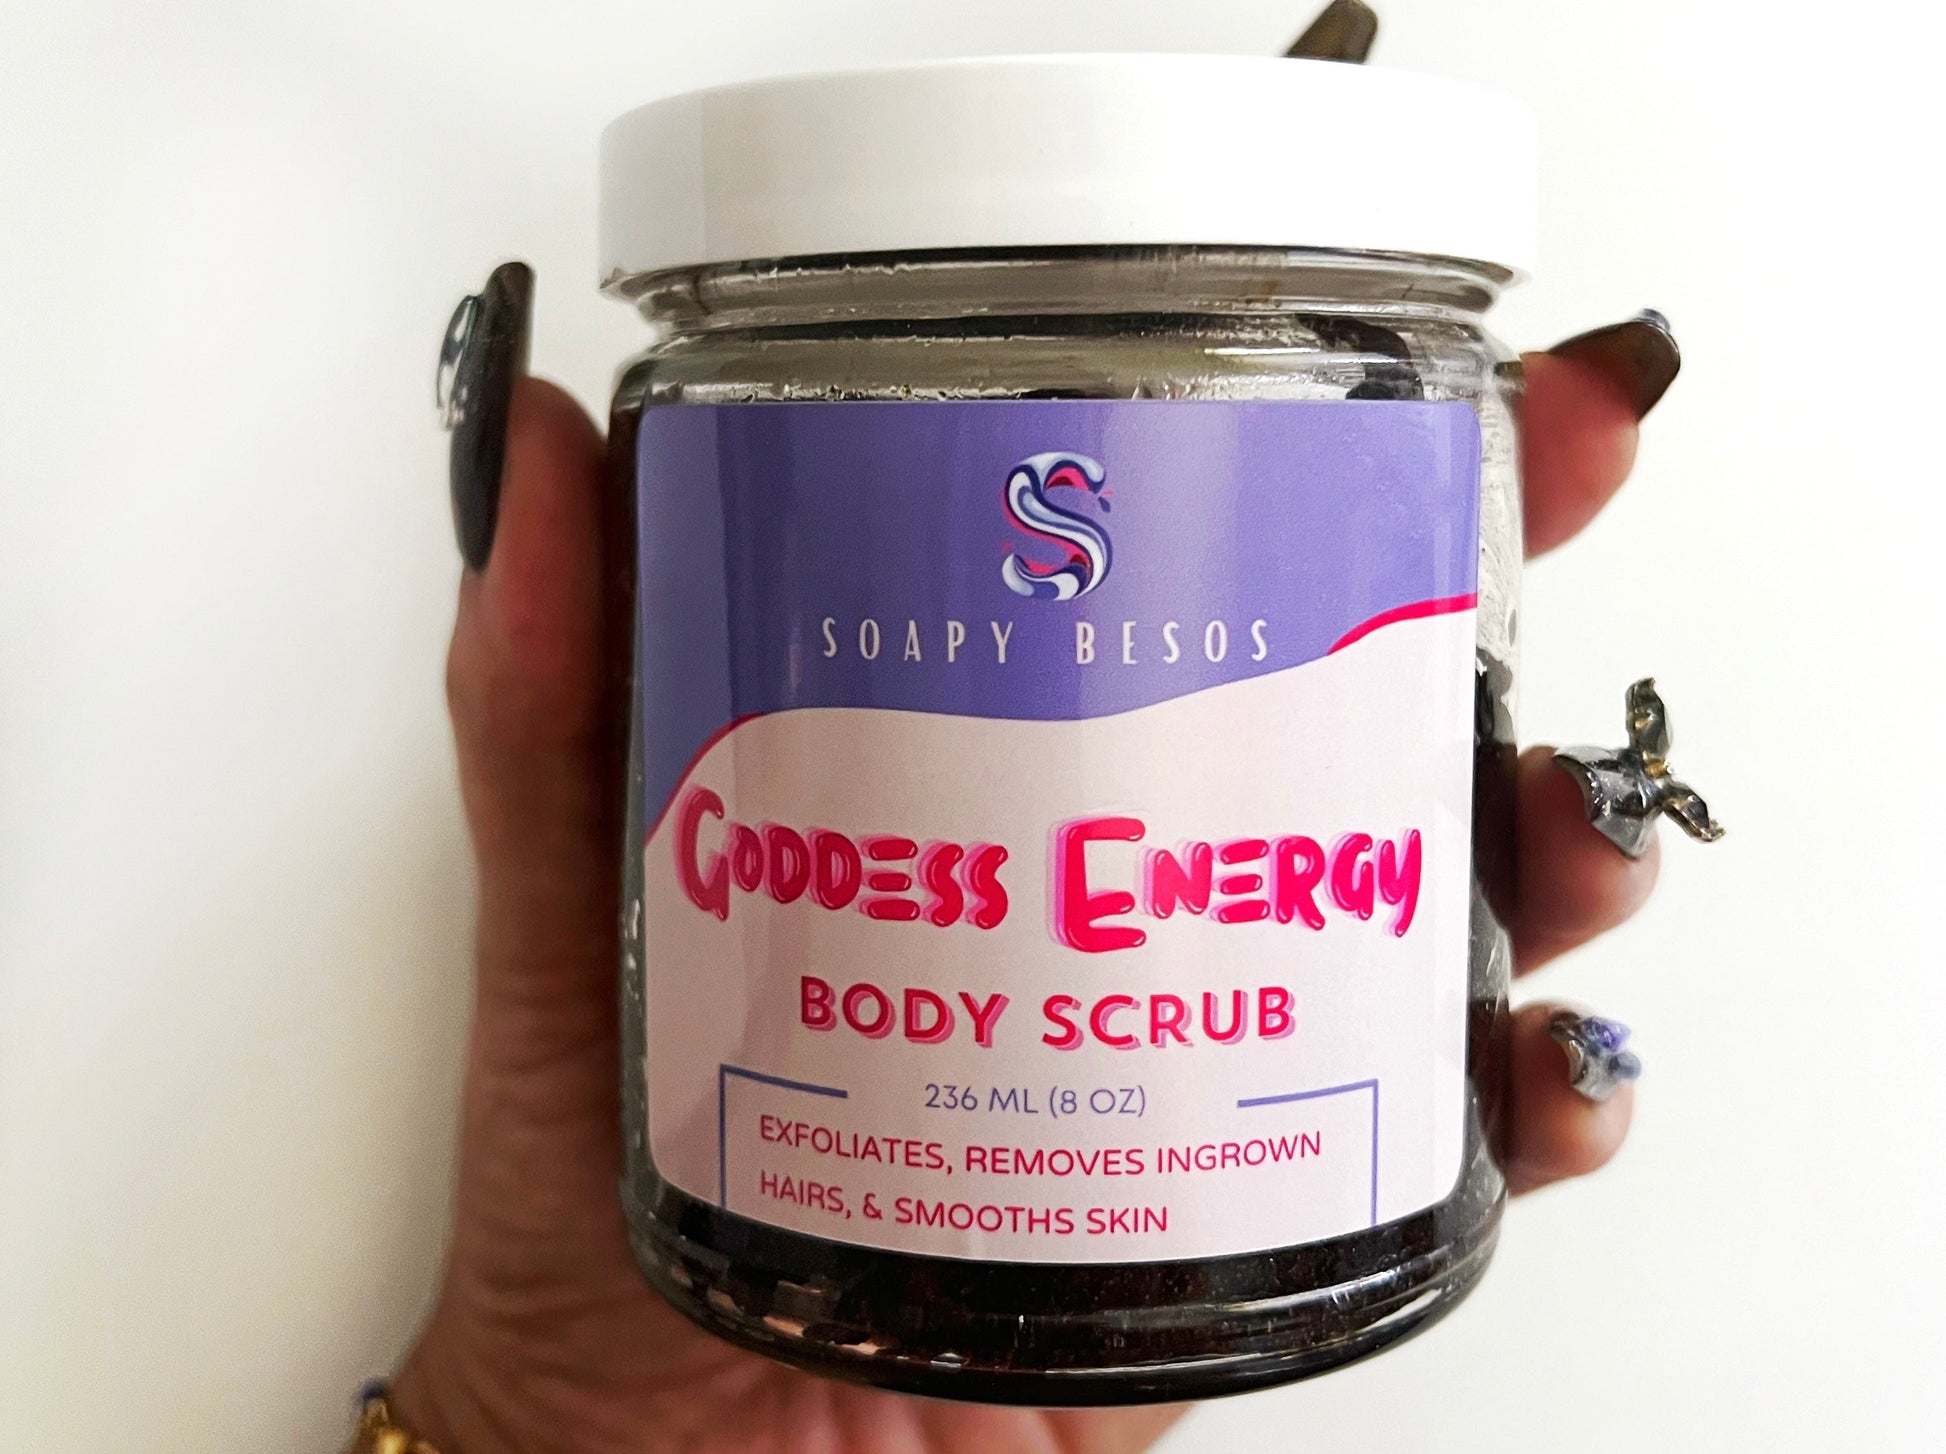 SOAPY BESOS
GODDESS ENERGY
BODY SCRUB
236 ML (8 OZ)
EXFOLIATES, REMOVES INGROWN
HAIRS, & SMOOTHS SKIN